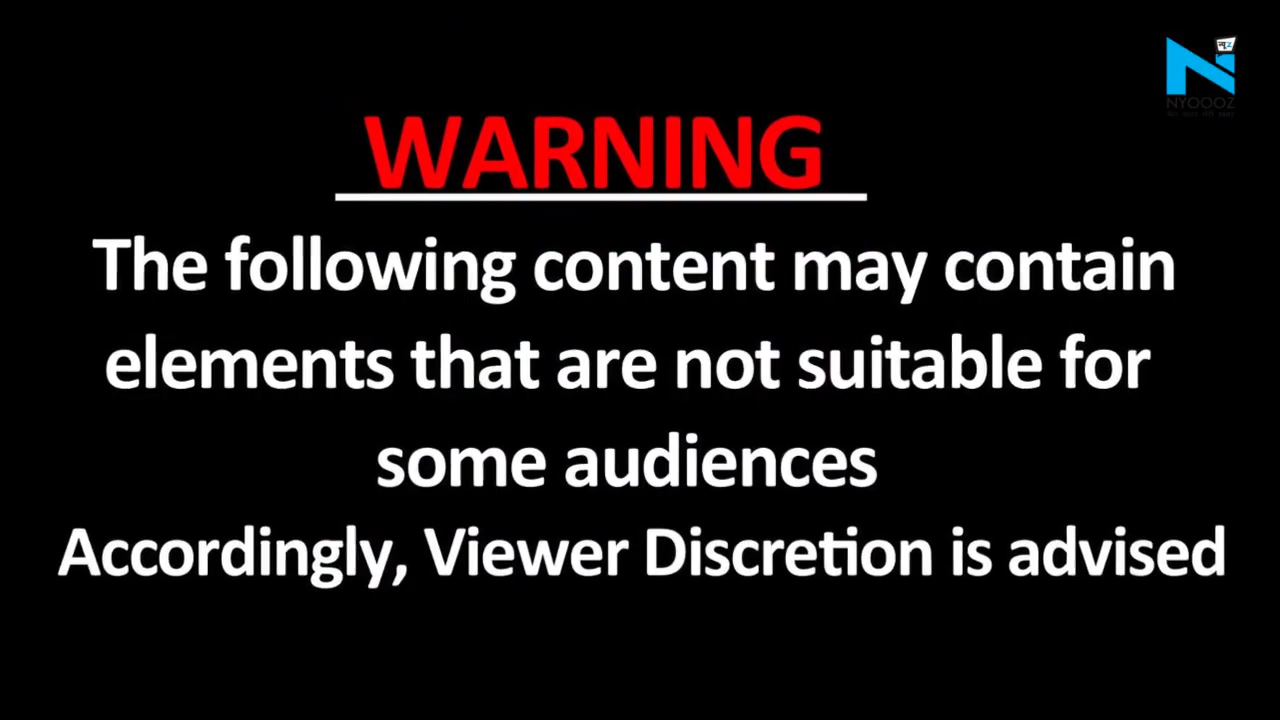 NYOOOZ
WARNING
The following content may contain
elements that are not suitable for
some audiences
Accordingly, Viewer Discretion is advised